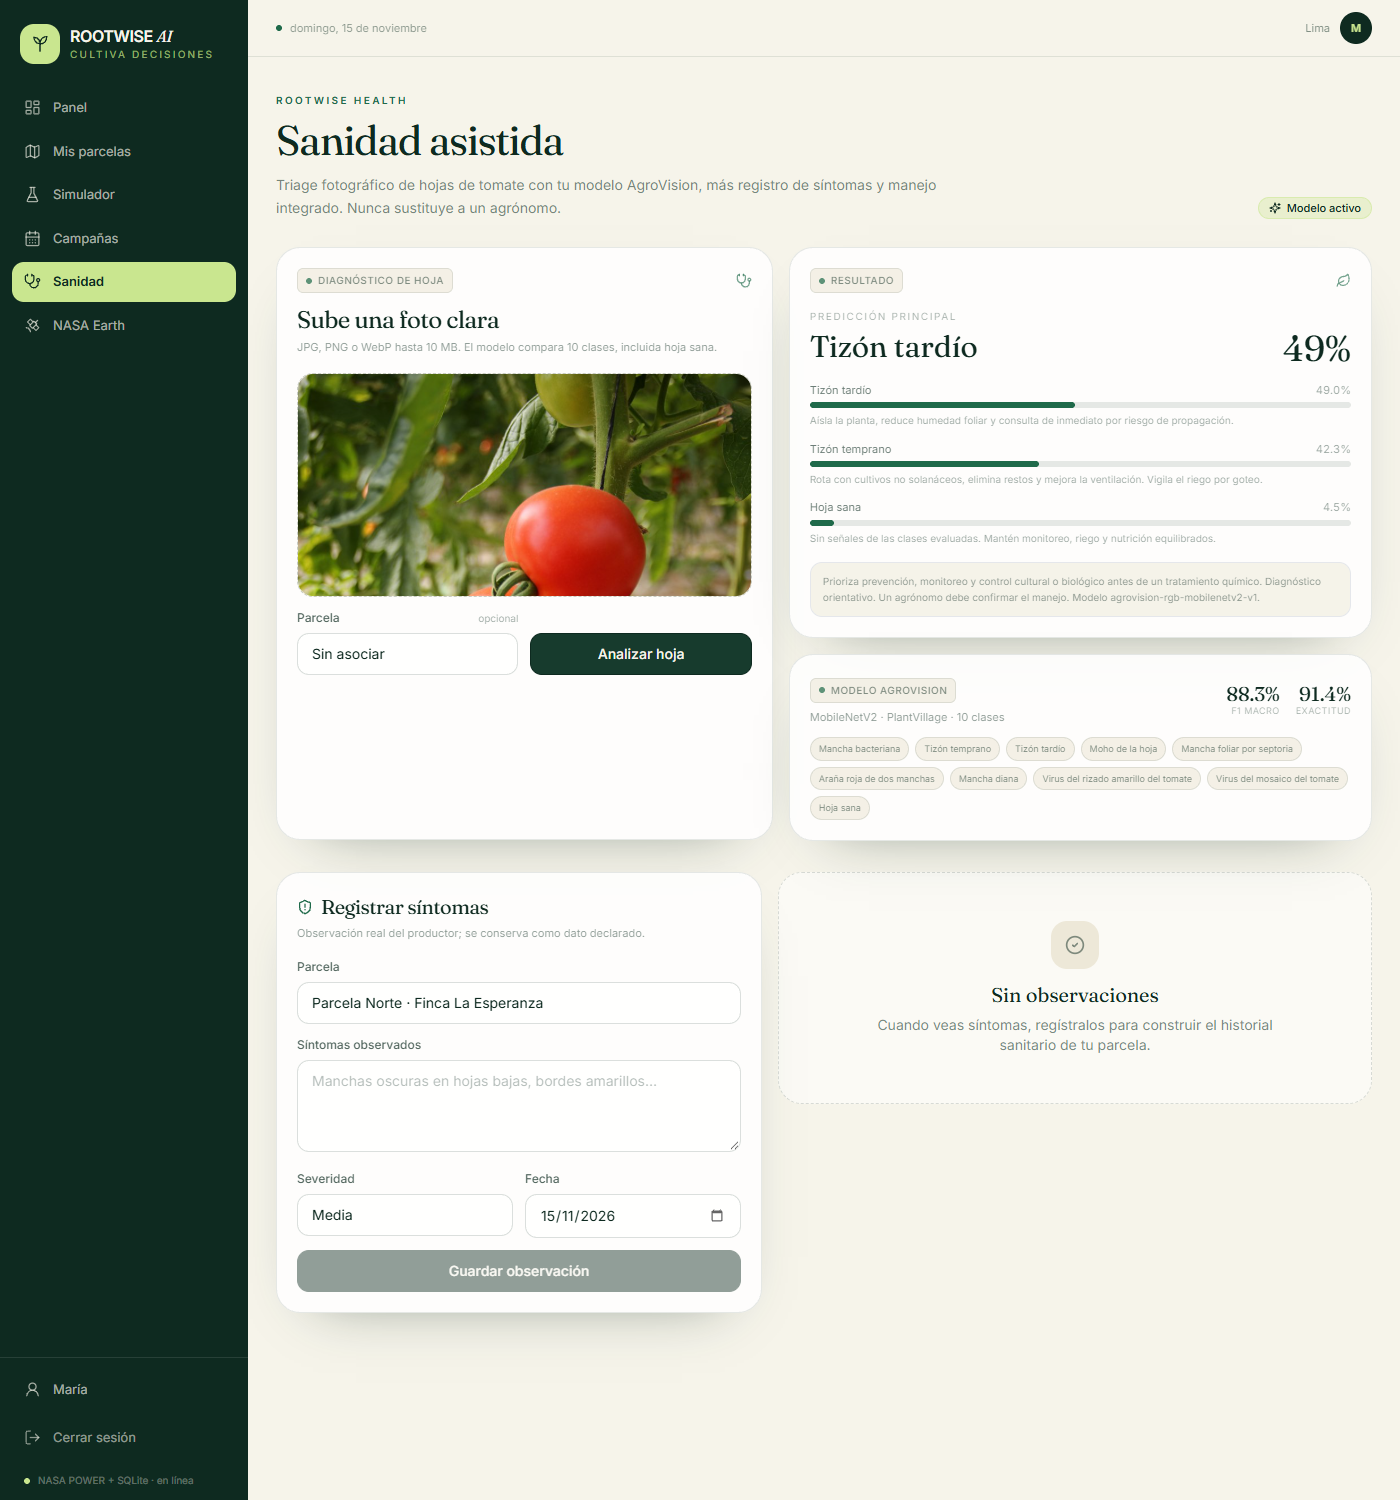 ROOTWISE AI
CULTIVA DECISIONES
Panel
Mis parcelas
Simulador
Campañas
Sanidad
NASA Earth
María
Cerrar sesión
NASA POWER + SQLite · en línea
domingo, 15 de noviembre
Lima
M
ROOTWISE HEALTH
Sanidad asistida
Triage fotográfico de hojas de tomate con tu modelo AgroVision, más registro de síntomas y manejo
integrado. Nunca sustituye a un agrónomo.
Modelo activo
DIAGNÓSTICO DE HOJA
Sube una foto clara
JPG, PNG o WebP hasta 10 MB. El modelo compara 10 clases, incluida hoja sana.
Parcela
opcional
Sin asociar
Analizar hoja
RESULTADO
PREDICCIÓN PRINCIPAL
Tizón tardío
49%
Tizón tardío
49.0%
Aísla la planta, reduce humedad foliar y consulta de inmediato por riesgo de propagación.
Tizón temprano
42.3%
Rota con cultivos no solanáceos, elimina restos y mejora la ventilación. Vigila el riego por goteo.
Hoja sana
4.5%
Sin señales de las clases evaluadas. Mantén monitoreo, riego y nutrición equilibrados.
Prioriza prevención, monitoreo y control cultural o biológico antes de un tratamiento químico. Diagnóstico
orientativo. Un agrónomo debe confirmar el manejo. Modelo agrovision-rgb-mobilenetv2-v1.
MODELO AGROVISION
MobileNetV2 · PlantVillage · 10 clases
88.3%
F1 MACRO
91.4%
EXACTITUD
Mancha bacteriana
Tizón temprano
Tizón tardío
Moho de la hoja
Mancha foliar por septoria
Araña roja de dos manchas
Mancha diana
Virus del rizado amarillo del tomate
Virus del mosaico del tomate
Hoja sana
Registrar síntomas
Observación real del productor; se conserva como dato declarado.
Parcela
Parcela Norte · Finca La Esperanza
Síntomas observados
Manchas oscuras en hojas bajas, bordes amarillos...
Severidad
Fecha
Media
15/11/2026
Guardar observación
Sin observaciones
Cuando veas síntomas, regístralos para construir el historial
sanitario de tu parcela.